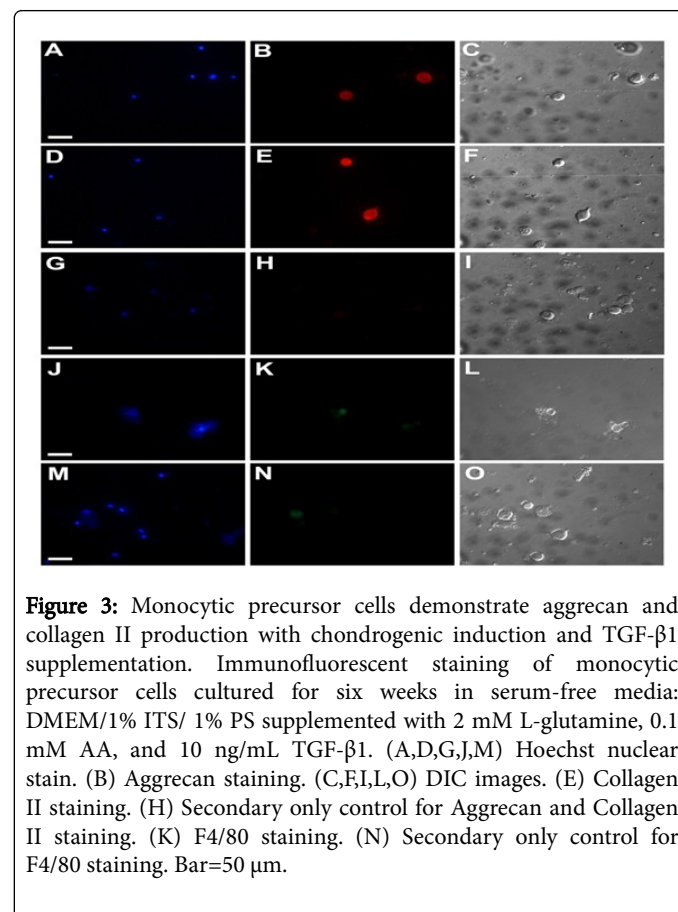 A B C
D E F
G H I
J K L
M N O
Figure 3: Monocytic precursor cells demonstrate aggrecan and
collagen II production with chondrogenic induction and TGF-β1
supplementation. Immunofluorescent staining of monocytic
precursor cells cultured for six weeks in serum-free media:
DMEM/1% ITS/ 1% PS supplemented with 2 mM L-glutamine, 0.1
mM AA, and 10 ng/mL TGF-β1. (A,D,G,J,M) Hoechst nuclear
stain. (B) Aggrecan staining. (C,F,I,L,O) DIC images. (E) Collagen
II staining. (H) Secondary only control for Aggrecan and Collagen
II staining. (K) F4/80 staining. (N) Secondary only control for
F4/80 staining. Bar=50 μm.